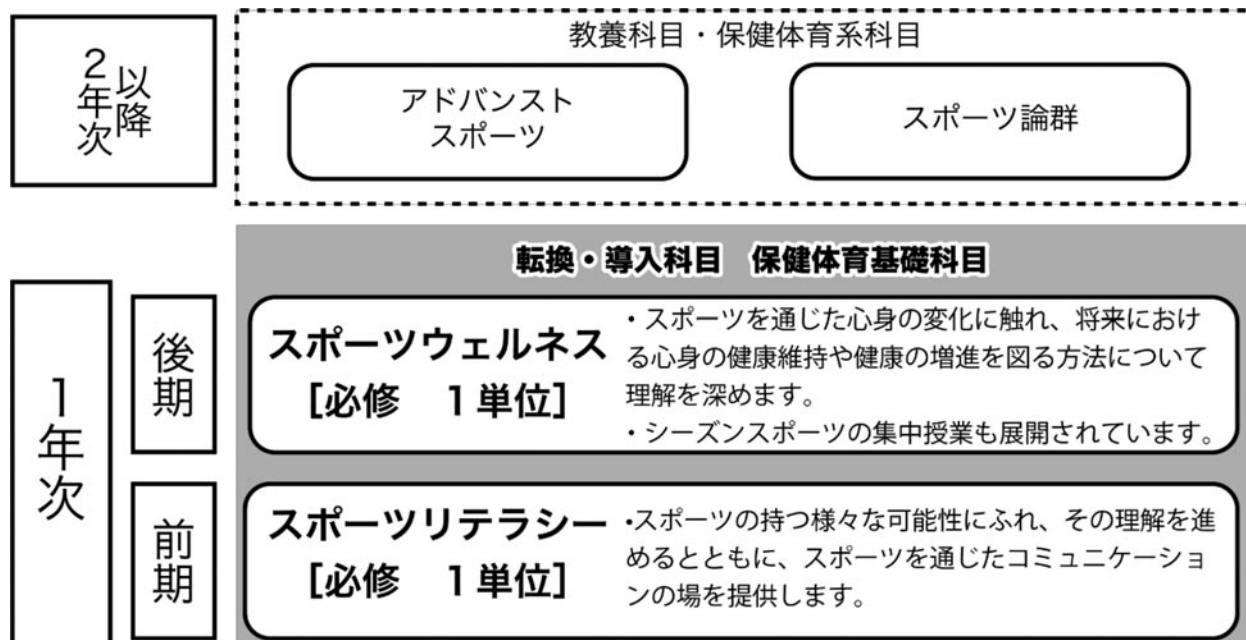 2年次
以降
教養科目・保健体育系科目
アドバンスト
スポーツ
スポーツ論群
転換・導入科目　保健体育基礎科目
1年次
後期
スポーツウェルネス
［必修　１単位］
・スポーツを通じた心身の変化に触れ、将来におけ
る心身の健康維持や健康の増進を図る方法について
理解を深めます。
・シーズンスポーツの集中授業も展開されています。
前期
スポーツリテラシー
［必修　１単位］
・スポーツの持つ様々な可能性にふれ、その理解を進
めるとともに、スポーツを通じたコミュニケーショ
ンの場を提供します。